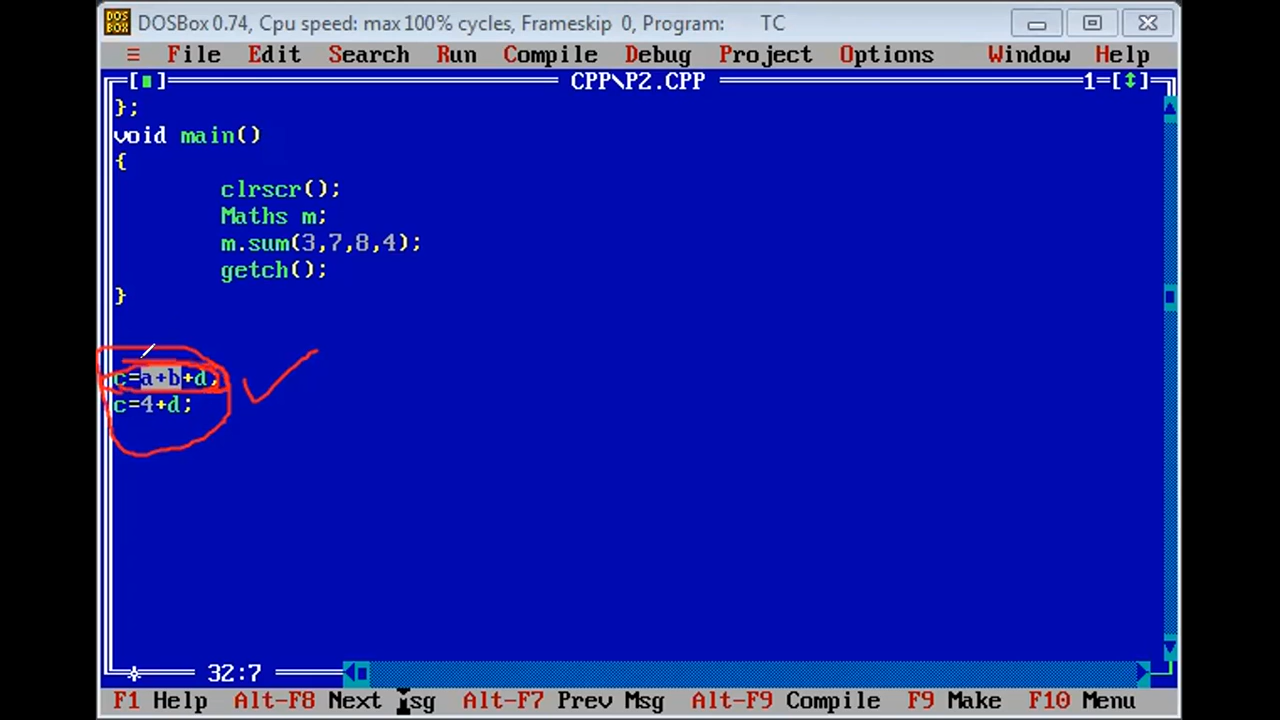 DOSBox 0.74, Cpu speed: max 100% cycles, Frameskip 0, Program: TC
≡ File Edit Search Run Compile Debug Project Options Window Help
[■] CPP\P2.CPP 1=[↕]
};
void main()
{
clrscr();
Maths m;
m.sum(3,7,8,4);
getch();
}
c=a+b+d;
c=4+d;
32:7
F1 Help Alt-F8 Next Msg Alt-F7 Prev Msg Alt-F9 Compile F9 Make F10 Menu